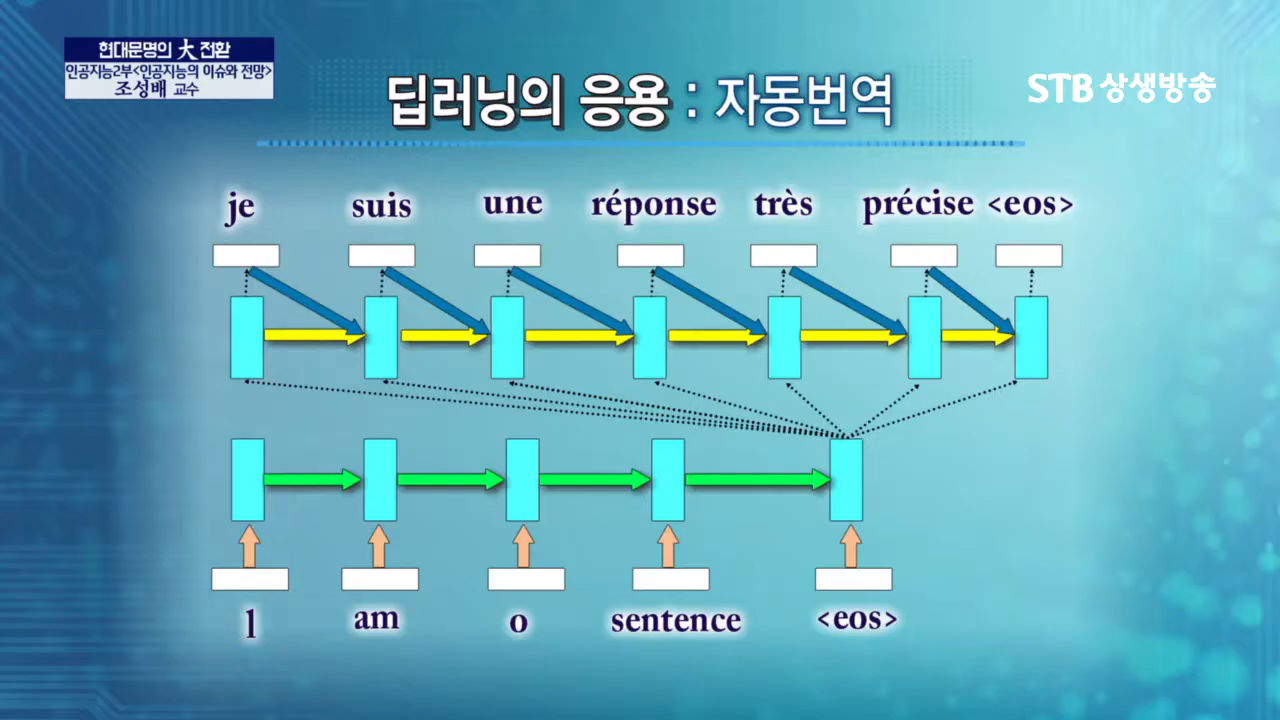 현대문명의 大 전환
인공지능2부<인공지능의 이슈와 전망>
조성배 교수
딥러닝의 응용 : 자동번역
STB 상생방송
je suis une réponse très précise <eos>
l am o sentence <eos>